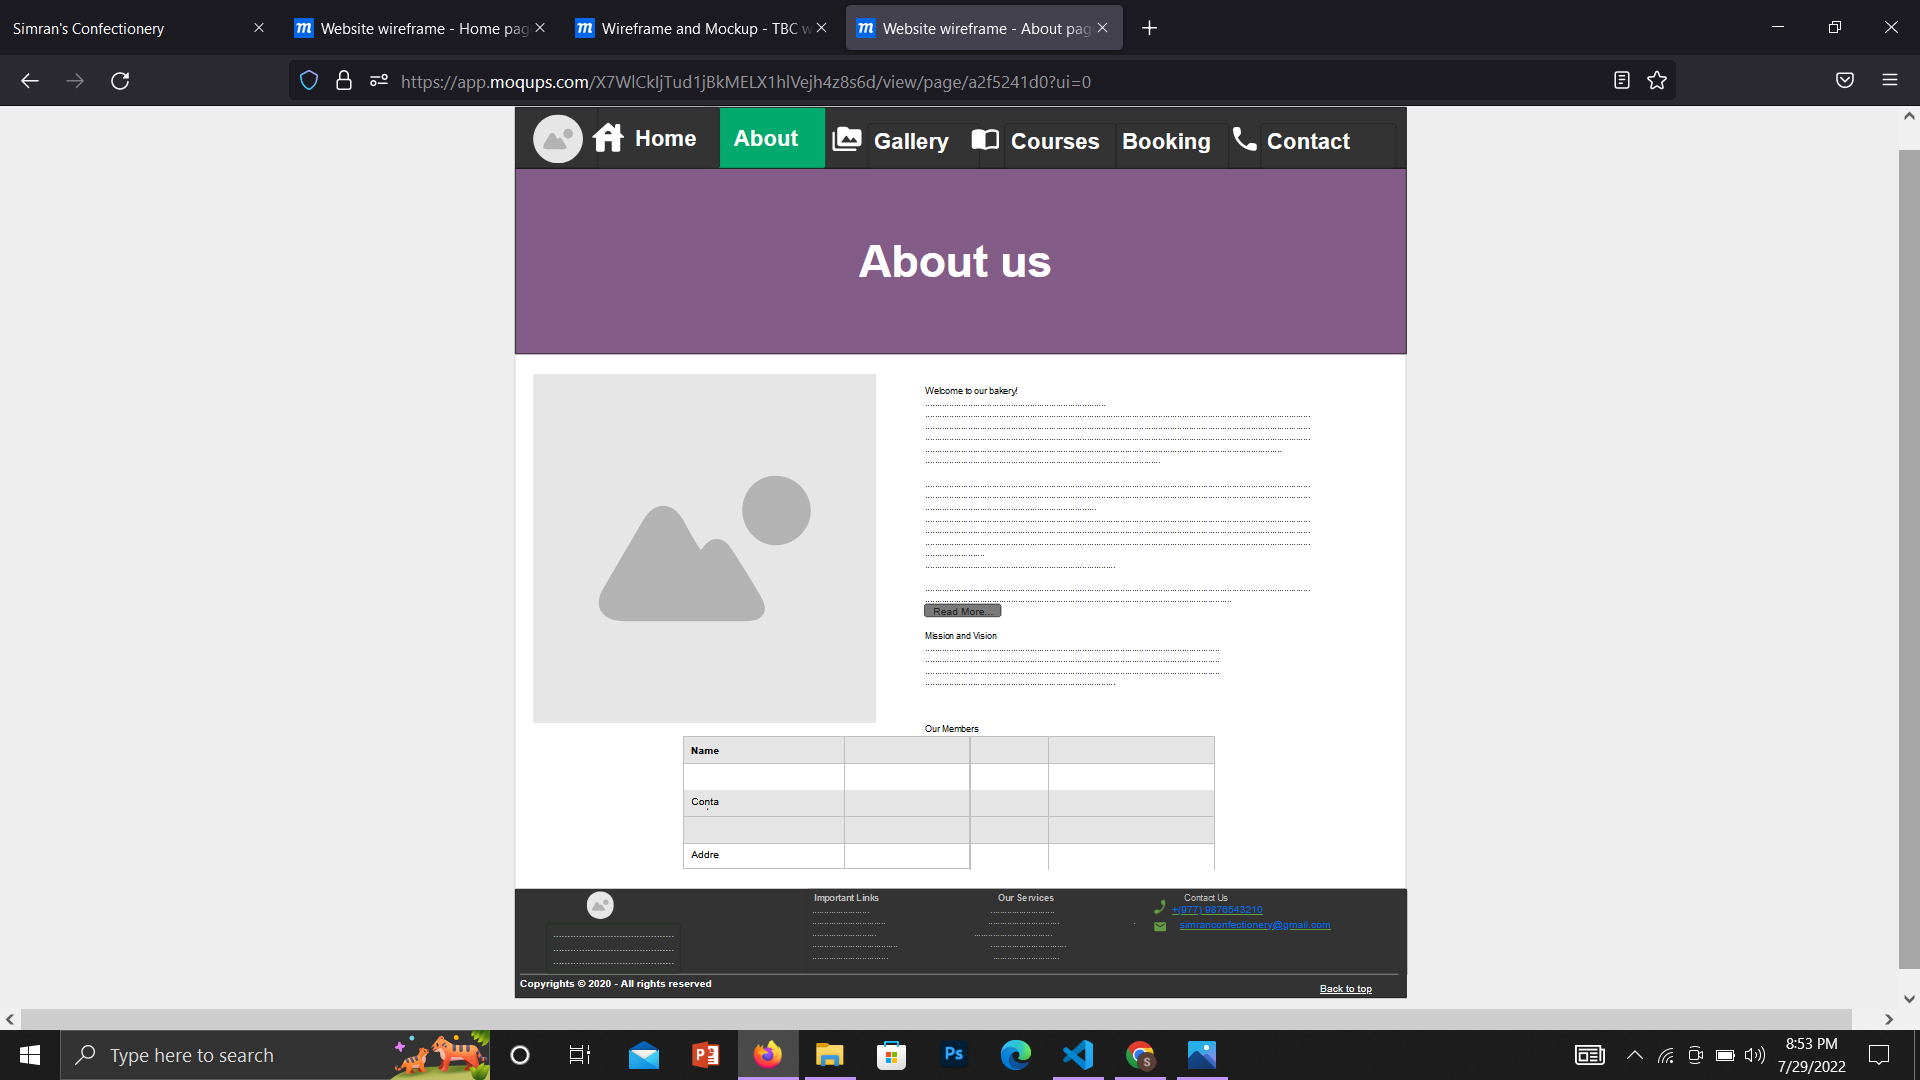 Simran's Confectionery
Website wireframe - Home pag
Wireframe and Mockup - TBC w
Website wireframe - About pag
https://app.moqups.com/X7WlCkIjTud1jBkMELX1hlVejh4z8s6d/view/page/a2f5241d0?ui=0
Home
About
Gallery
Courses
Booking
Contact
About us
Welcome to our bakery!
Read More...
Mission and Vision
Our Members
Name
Conta
Addre
Important Links
Our Services
Contact Us
+(977) 9876543210
simranconfectionery@gmail.com
Copyrights © 2020 - All rights reserved
Back to top
Type here to search
8:53 PM
7/29/2022